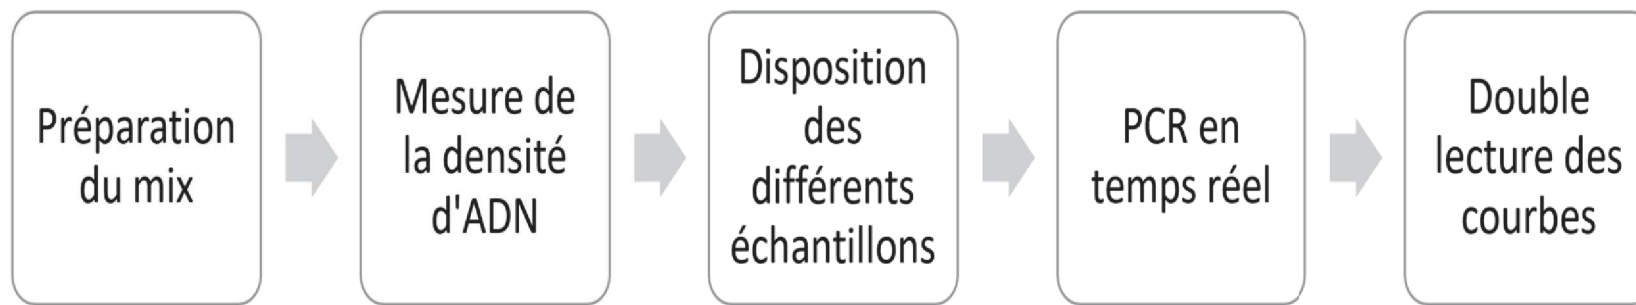 Préparation
du mix
Mesure de
la densité
d'ADN
Disposition
des
différents
échantillons
PCR en
temps réel
Double
lecture des
courbes